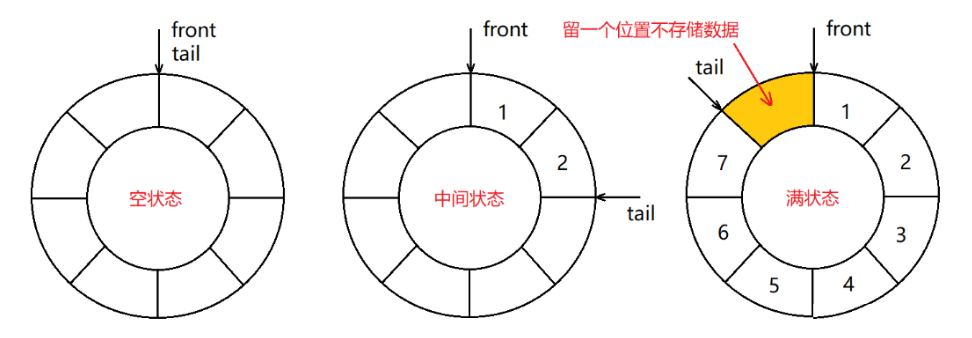 front
tail
空状态
front
1
2
中间状态
tail
留一个位置不存储数据
front
tail
1
2
3
4
5
6
7
满状态